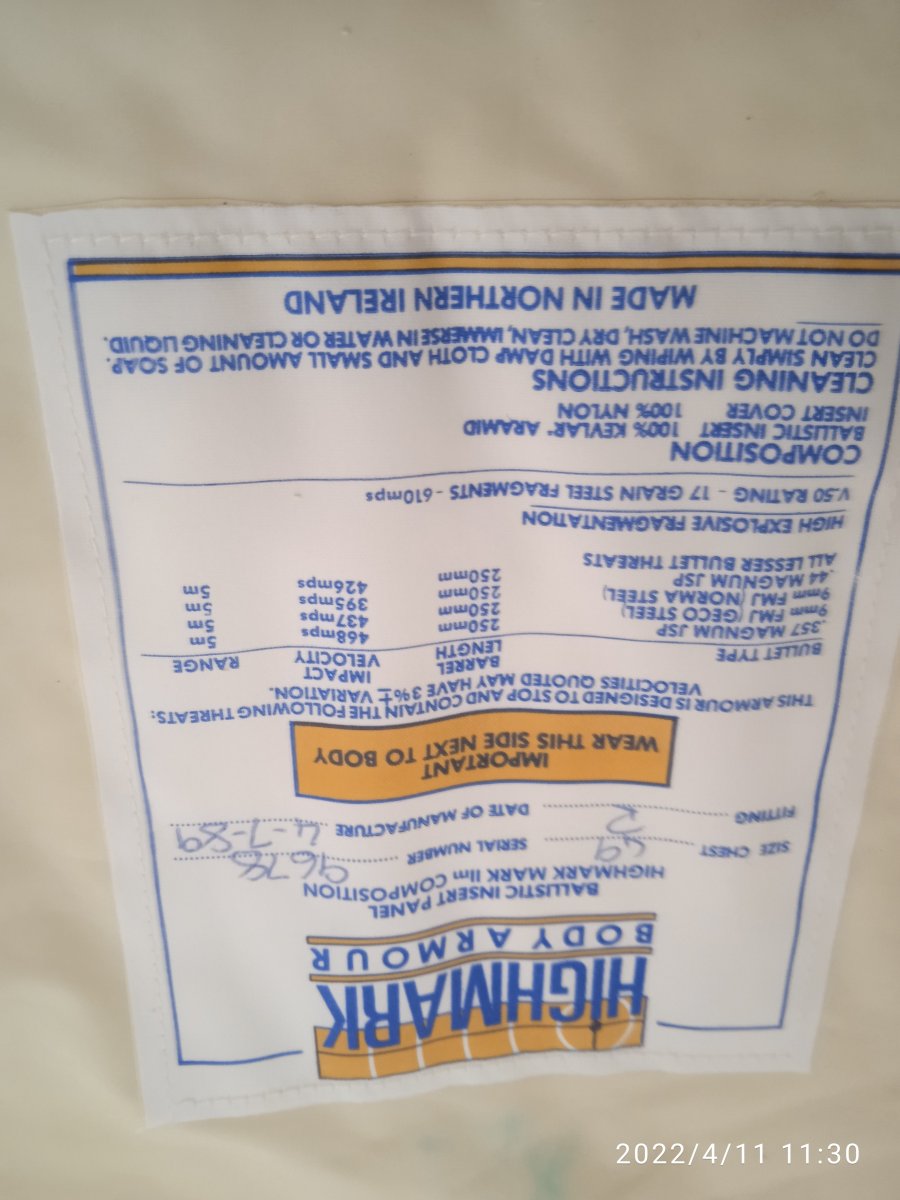 HIGHMARK
BODY ARMOUR
BALLISTIC INSERT PANEL
HIGHMARK MARK IIm COMPOSITION
SIZE CHEST 49 SERIAL NUMBER
FITTING 2 DATE OF MANUFACTURE 4-7-89
IMPORTANT
WEAR THIS SIDE NEXT TO BODY
THIS ARMOUR IS DESIGNED TO STOP AND CONTAIN THE FOLLOWING THREATS:
VELOCITIES QUOTED MAY HAVE 3% ± VARIATION.
BULLET TYPE BARREL LENGTH IMPACT VELOCITY RANGE
.357 MAGNUM JSP 250mm 468mps 5m
9mm FMJ (GECO STEEL) 250mm 437mps 5m
9mm FMJ (NORMA STEEL) 250mm 395mps 5m
.44 MAGNUM JSP 250mm 426mps 5m
ALL LESSER BULLET THREATS
HIGH EXPLOSIVE FRAGMENTATION
V.50 RATING - 17 GRAIN STEEL FRAGMENTS - 610mps
COMPOSITION
BALLISTIC INSERT 100% KEVLAR* ARAMID
INSERT COVER 100% NYLON
CLEANING INSTRUCTIONS
CLEAN SIMPLY BY WIPING WITH DAMP CLOTH AND SMALL AMOUNT OF SOAP.
DO NOT MACHINE WASH, DRY CLEAN, IMMERSE IN WATER OR CLEANING LIQUID.
MADE IN NORTHERN IRELAND
2022/4/11 11:30